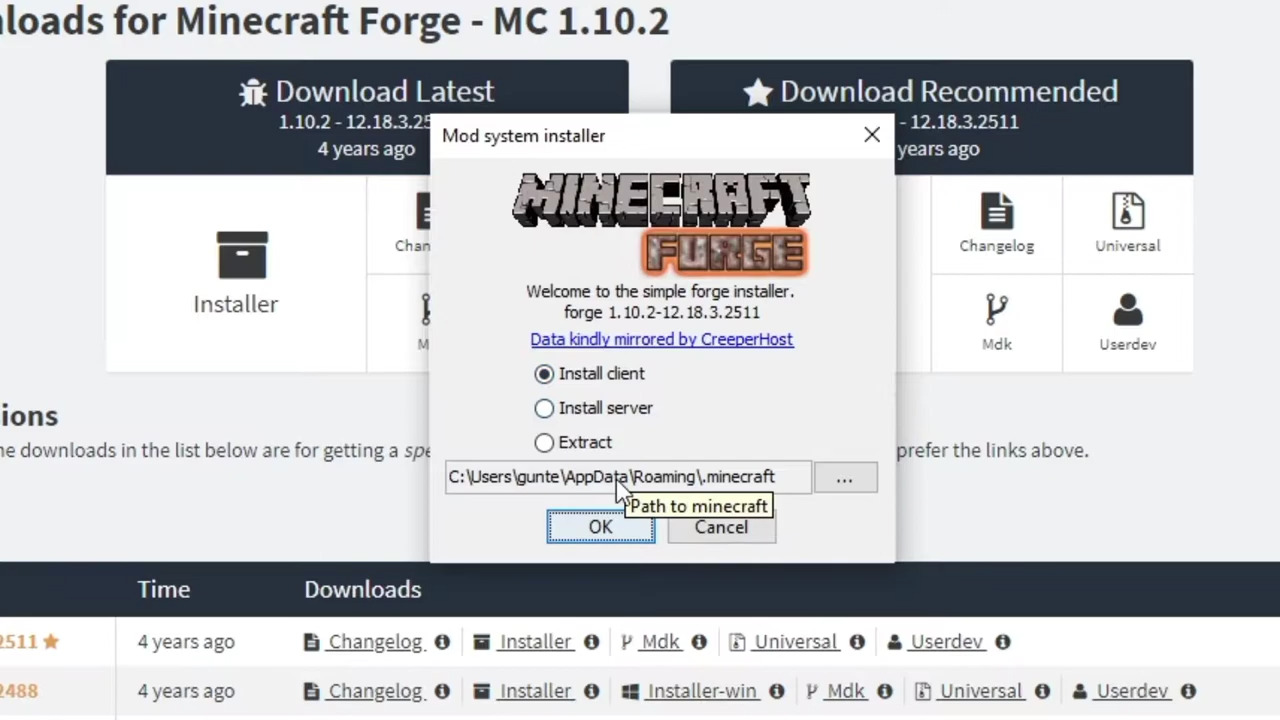 loads for Minecraft Forge - MC 1.10.2
Download Latest
1.10.2 - 12.18.3.25
4 years ago
Download Recommended
- 12.18.3.2511
years ago
Installer
Chan
M
Changelog
Universal
Mdk
Userdev
Mod system installer
MINECRAFT
FORGE
Welcome to the simple forge installer.
forge 1.10.2-12.18.3.2511
Data kindly mirrored by CreeperHost
Install client
Install server
Extract
C:\Users\gunte\AppData\Roaming\.minecraft
...
Path to minecraft
OK
Cancel
ions
ne downloads in the list below are for getting a spe
prefer the links above.
Time
Downloads
2511
4 years ago
Changelog
Installer
Mdk
Universal
Userdev
2488
4 years ago
Changelog
Installer
Installer-win
Mdk
Universal
Userdev